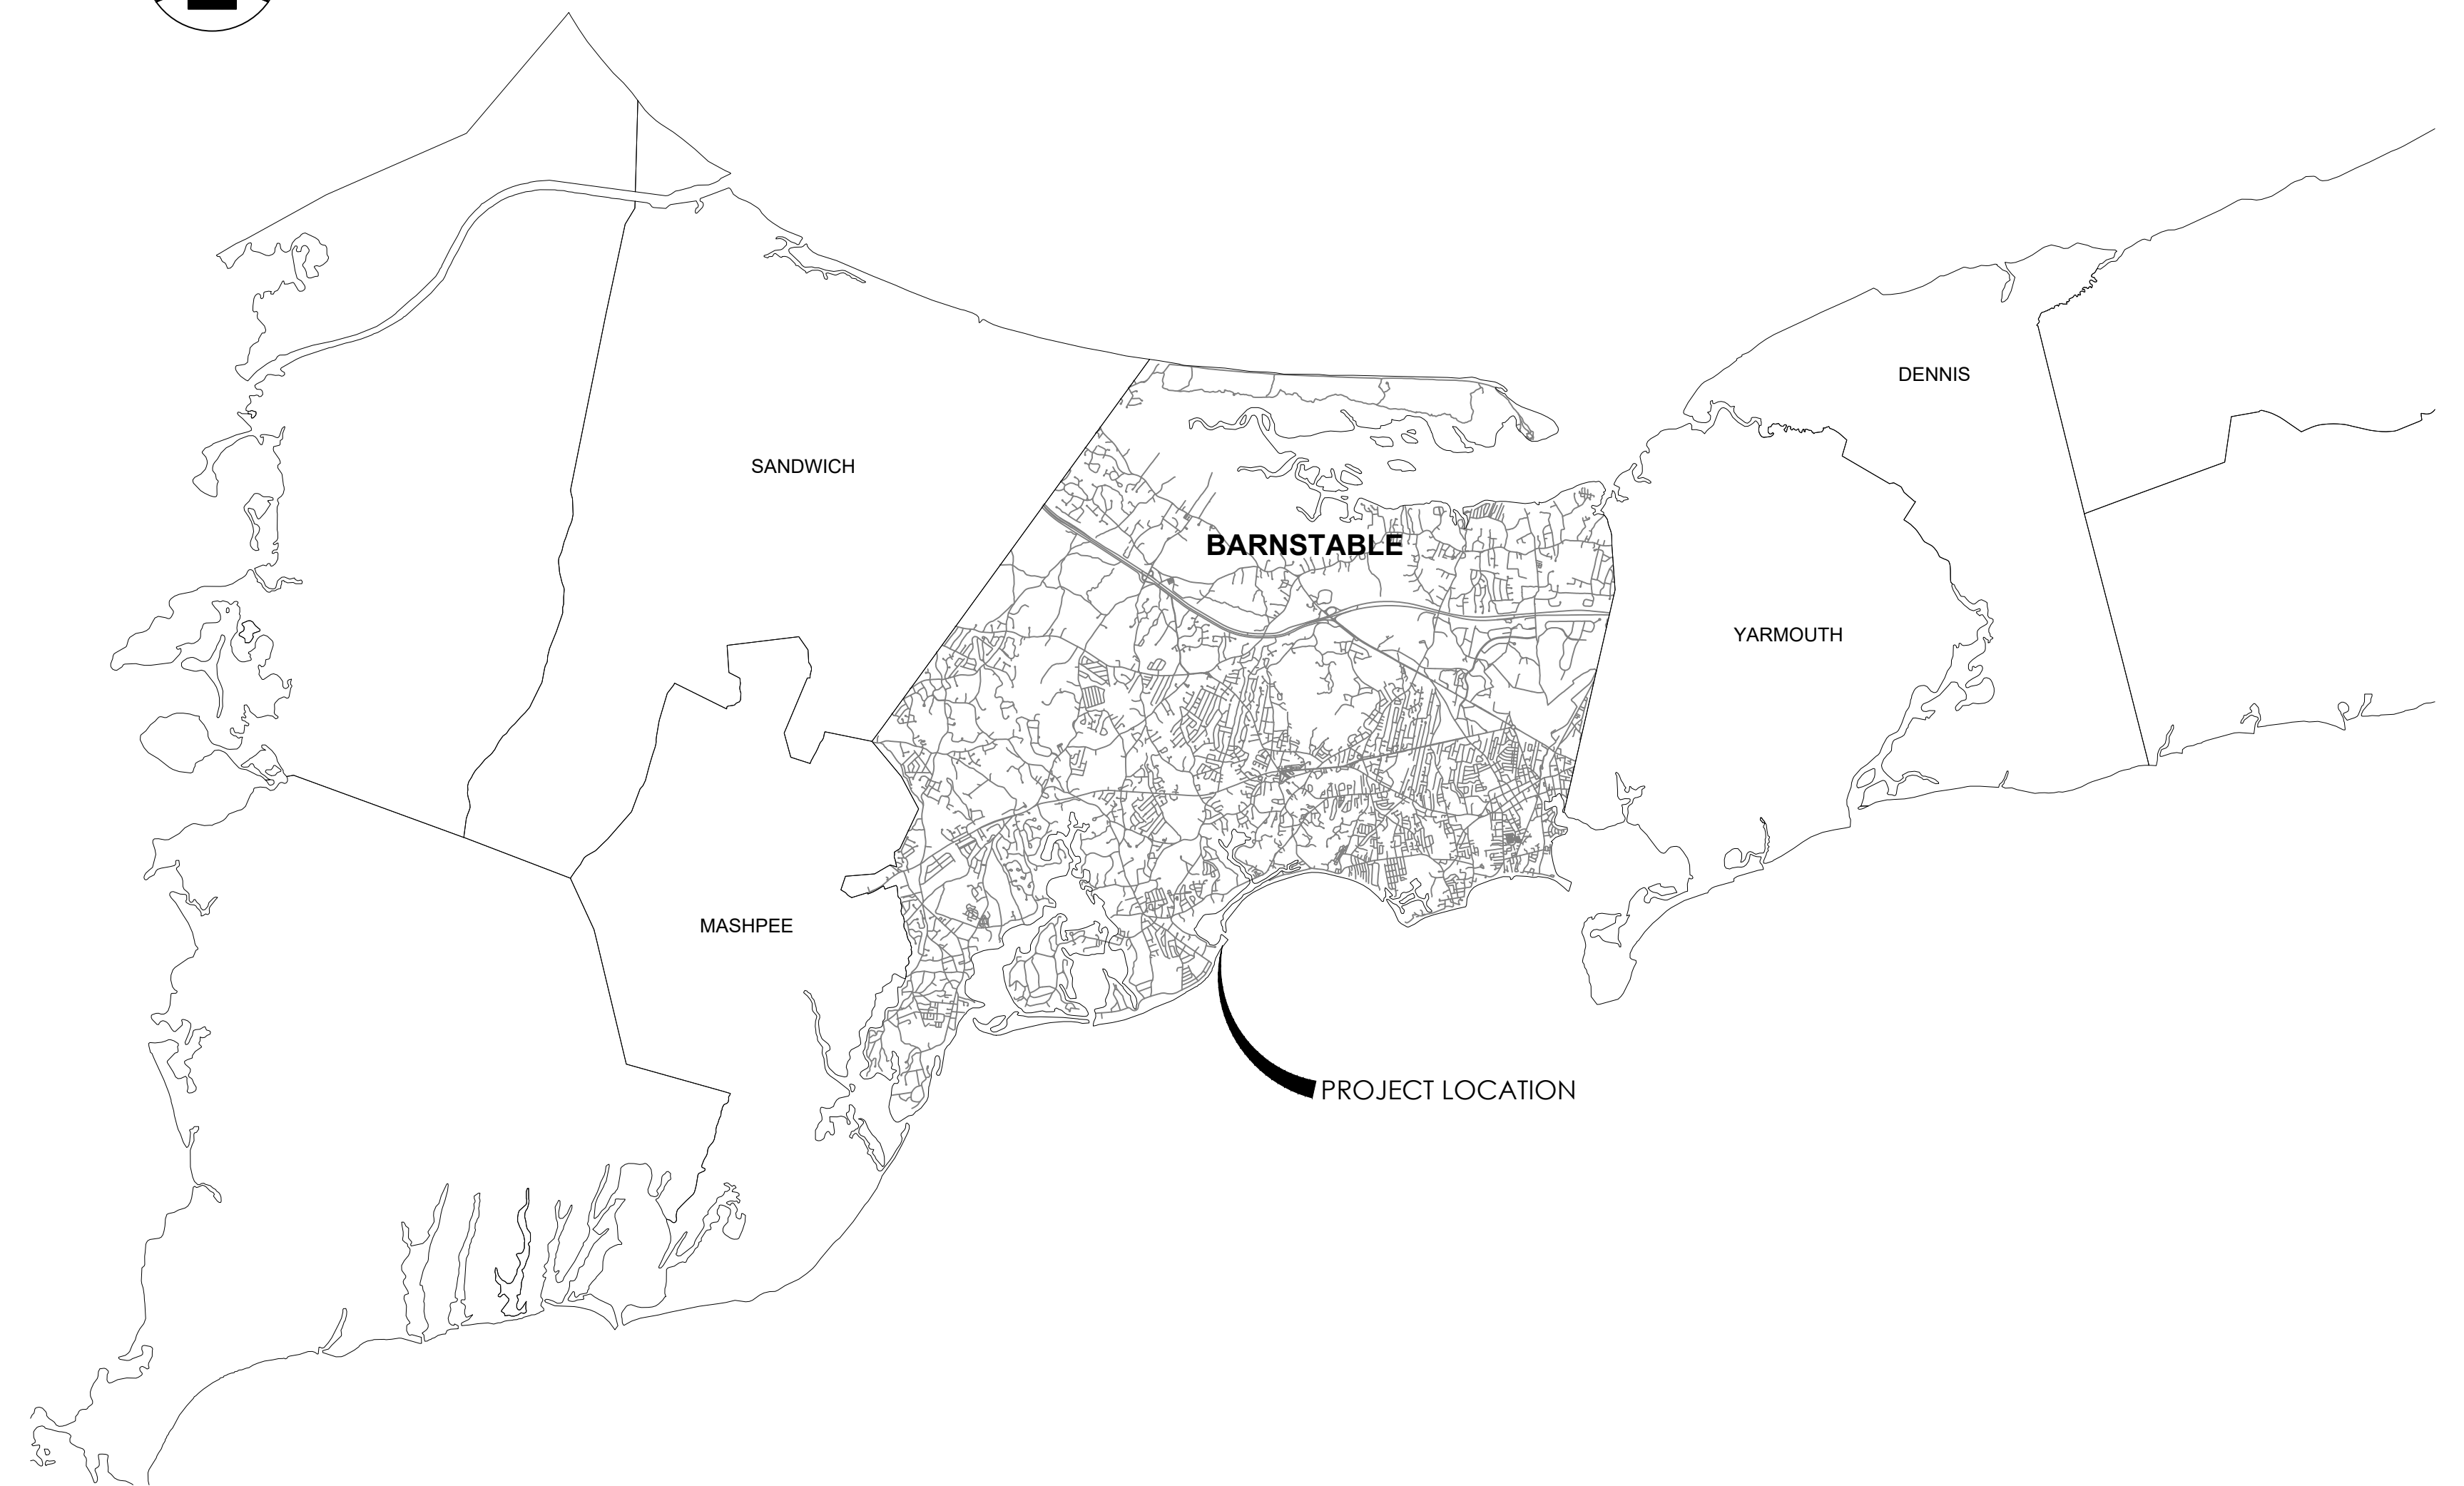 DENNIS
SANDWICH
BARNSTABLE
YARMOUTH
MASHPEE
PROJECT LOCATION